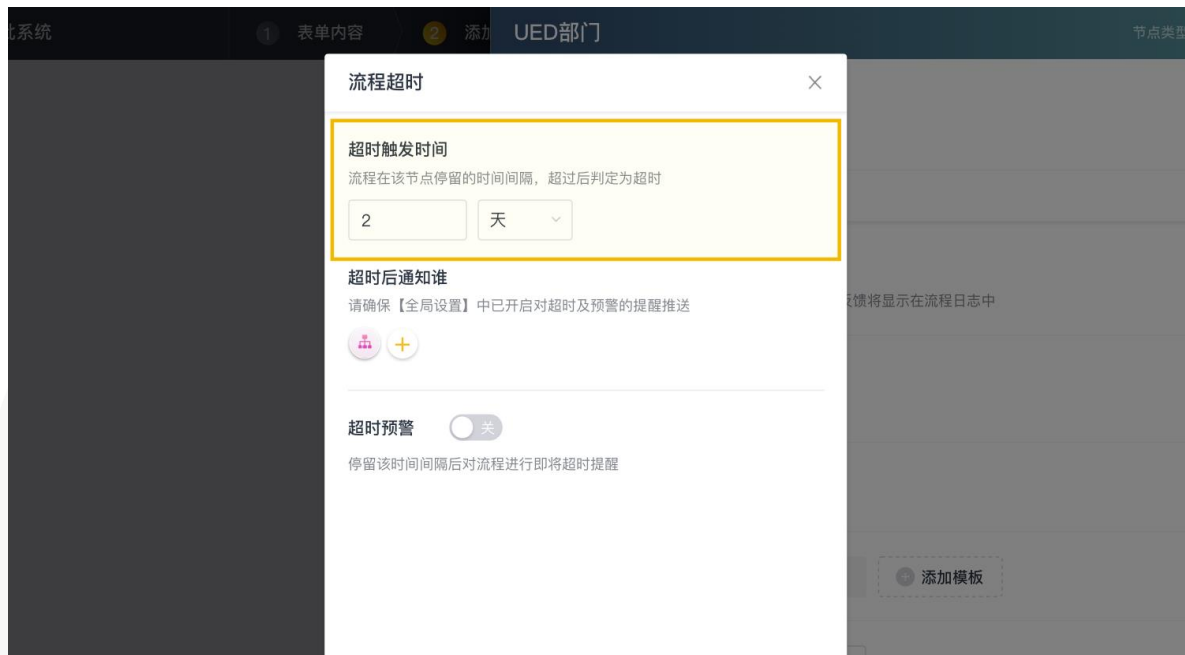 系统
1 表单内容
2 添加
UED部门
节点类型
流程超时
超时触发时间
流程在该节点停留的时间间隔，超过后判定为超时
2 天
超时后通知谁
请确保【全局设置】中已开启对超时及预警的提醒推送
馈将显示在流程日志中
超时预警 关
停留该时间间隔后对流程进行即将超时提醒
添加模板